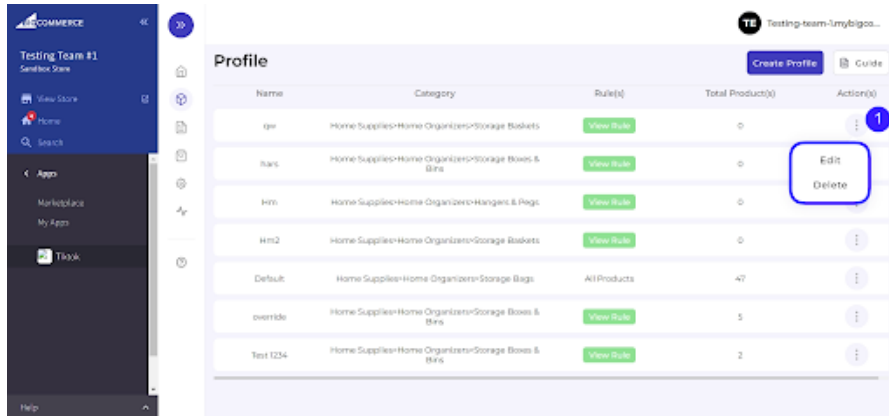 BIGCOMMERCE
Testing Team #1
Sandbox Store
View Store
Home
Search
Apps
Marketplace
My Apps
Tiktok
Help
TE Testing-team-1.mybigco...
Profile
Create Profile
Guide
Name Category Rule(s) Total Product(s) Action(s)
qw Home Supplies>Home Organizers>Storage Baskets View Rule 0
1
hars Home Supplies>Home Organizers>Storage Boxes &
Bins View Rule 0
Edit
Delete
Hm Home Supplies>Home Organizers>Hangers & Pegs View Rule 0
Hm2 Home Supplies>Home Organizers>Storage Baskets View Rule 0
Default Home Supplies>Home Organizers>Storage Bags All Products 47
override Home Supplies>Home Organizers>Storage Boxes &
Bins View Rule 5
Test 1234 Home Supplies>Home Organizers>Storage Boxes &
Bins View Rule 2